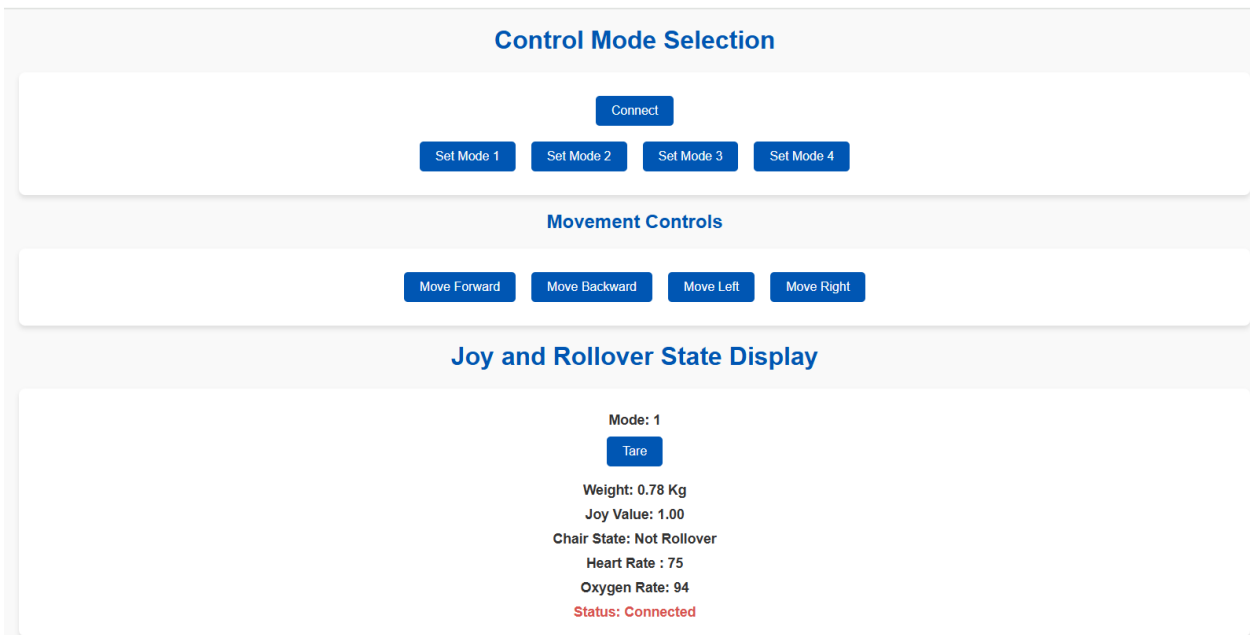 Control Mode Selection
Connect
Set Mode 1 Set Mode 2 Set Mode 3 Set Mode 4
Movement Controls
Move Forward Move Backward Move Left Move Right
Joy and Rollover State Display
Mode: 1
Tare
Weight: 0.78 Kg
Joy Value: 1.00
Chair State: Not Rollover
Heart Rate : 75
Oxygen Rate: 94
Status: Connected